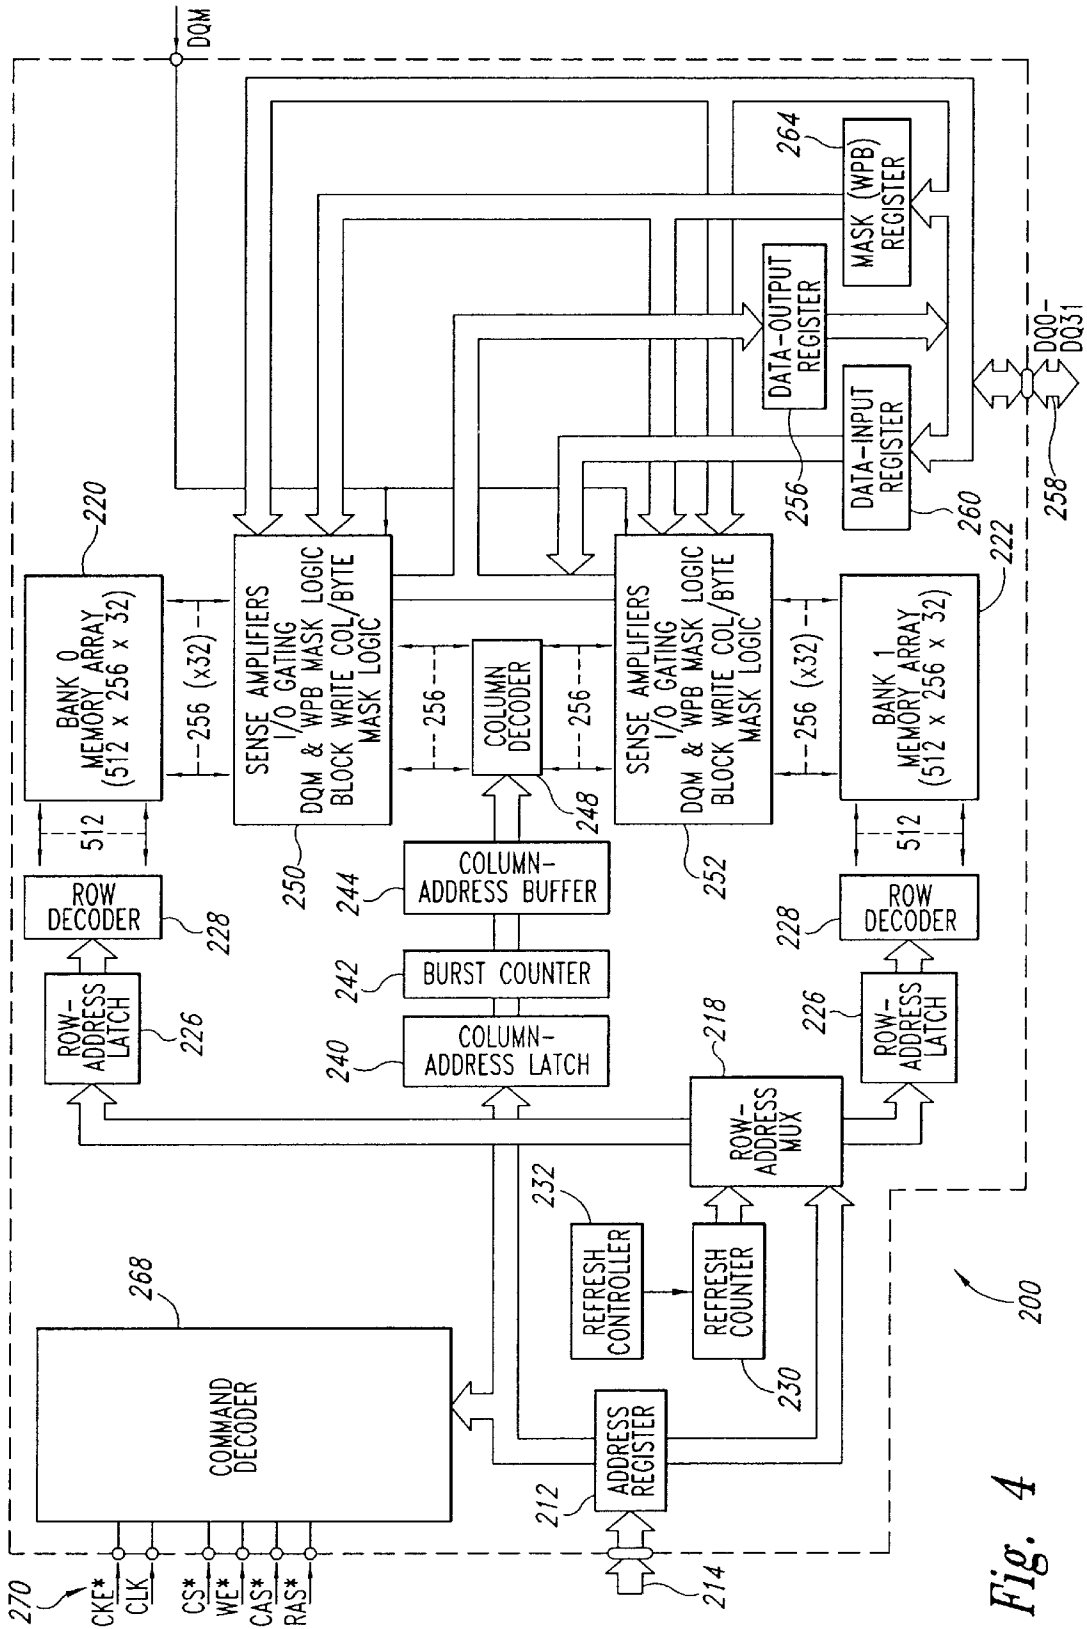 270
CKE*
CLK
CS*
WE*
CAS*
RAS*
COMMAND
DECODER
268
214
212
ADDRESS
REGISTER
REFRESH
CONTROLLER
232
REFRESH
COUNTER
230
ROW-
ADDRESS
MUX
218
ROW-
ADDRESS
LATCH
226
ROW
DECODER
228
512
BANK 0
MEMORY ARRAY
(512 x 256 x 32)
220
256 (x32)
SENSE AMPLIFIERS
I/O GATING
DQM & WPB MASK LOGIC
BLOCK WRITE COL/BYTE
MASK LOGIC
250
256
COLUMN-
ADDRESS LATCH
240
BURST COUNTER
242
COLUMN-
ADDRESS BUFFER
244
COLUMN
DECODER
248
256
SENSE AMPLIFIERS
I/O GATING
DQM & WPB MASK LOGIC
BLOCK WRITE COL/BYTE
MASK LOGIC
252
256 (x32)
BANK 1
MEMORY ARRAY
(512 x 256 x 32)
222
512
ROW
DECODER
228
ROW-
ADDRESS
LATCH
226
DQM
DATA-OUTPUT
REGISTER
256
MASK (WPB)
REGISTER
264
DATA-INPUT
REGISTER
260
DQ0-
DQ31
258
200
Fig. 4